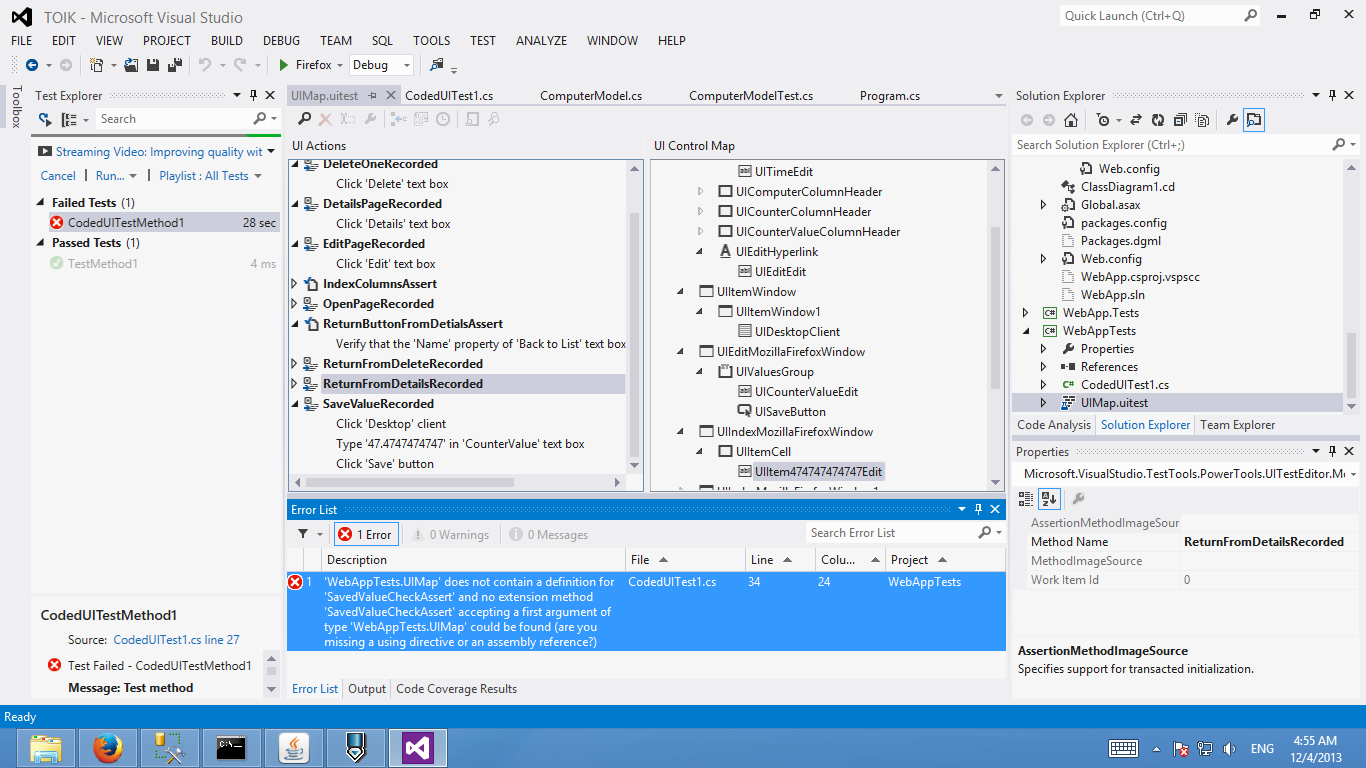 TOIK - Microsoft Visual Studio
Quick Launch (Ctrl+Q)
FILE EDIT VIEW PROJECT BUILD DEBUG TEAM SQL TOOLS TEST ANALYZE WINDOW HELP
Firefox Debug
Toolbox
Test Explorer
Search
Streaming Video: Improving quality wit
Cancel Run... Playlist : All Tests
Failed Tests (1)
CodedUITestMethod1 28 sec
Passed Tests (1)
TestMethod1 4 ms
CodedUITestMethod1
Source: CodedUITest1.cs line 27
Test Failed - CodedUITestMethod1
Message: Test method
UIMap.uitest CodedUITest1.cs ComputerModel.cs ComputerModelTest.cs Program.cs
UI Actions
DeleteOneRecorded
Click 'Delete' text box
DetailsPageRecorded
Click 'Details' text box
EditPageRecorded
Click 'Edit' text box
IndexColumnsAssert
OpenPageRecorded
ReturnButtonFromDetialsAssert
Verify that the 'Name' property of 'Back to List' text box
ReturnFromDeleteRecorded
ReturnFromDetailsRecorded
SaveValueRecorded
Click 'Desktop' client
Type '47.4747474747' in 'CounterValue' text box
Click 'Save' button
UI Control Map
UITimeEdit
UIComputerColumnHeader
UICounterColumnHeader
UICounterValueColumnHeader
UIEditHyperlink
UIEditEdit
UIItemWindow
UIItemWindow1
UIDesktopClient
UIEditMozillaFirefoxWindow
UIValuesGroup
UICounterValueEdit
UISaveButton
UIIndexMozillaFirefoxWindow
UIItemCell
UIItem474747474747Edit
UIIndexMozillaFirefoxWindow1
Error List
1 Error 0 Warnings 0 Messages
Search Error List
Description File Line Colu... Project
1 'WebAppTests.UIMap' does not contain a definition for CodedUITest1.cs 34 24 WebAppTests
'SavedValueCheckAssert' and no extension method
'SavedValueCheckAssert' accepting a first argument of
type 'WebAppTests.UIMap' could be found (are you
missing a using directive or an assembly reference?)
Error List Output Code Coverage Results
Solution Explorer
Search Solution Explorer (Ctrl+;)
Web.config
ClassDiagram1.cd
Global.asax
packages.config
Packages.dgml
Web.config
WebApp.csproj.vspscc
WebApp.sln
WebApp.Tests
WebAppTests
Properties
References
CodedUITest1.cs
UIMap.uitest
Code Analysis Solution Explorer Team Explorer
Properties
Microsoft.VisualStudio.TestTools.PowerTools.UITestEditor.Me
AssertionMethodImageSour
Method Name ReturnFromDetailsRecorded
MethodImageSource
Work Item Id 0
AssertionMethodImageSource
Specifies support for transacted initialization.
Ready
ENG
4:55 AM
12/4/2013